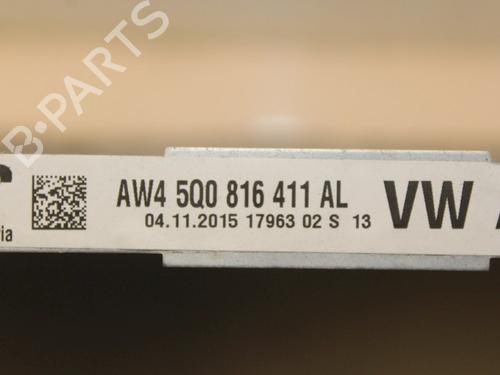 B-PARTS
AW4 5Q0 816 411 AL
04.11.2015 17963 02 S 13
VW